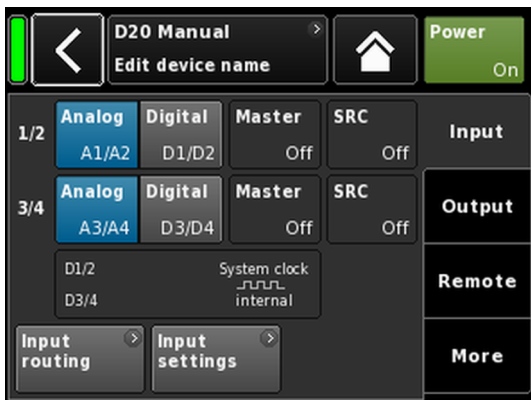 D20 Manual
Edit device name
Power
On
1/2
Analog
A1/A2
Digital
D1/D2
Master
Off
SRC
Off
Input
3/4
Analog
A3/A4
Digital
D3/D4
Master
Off
SRC
Off
Output
D1/2
System clock
D3/4
internal
Remote
Input
routing
Input
settings
More